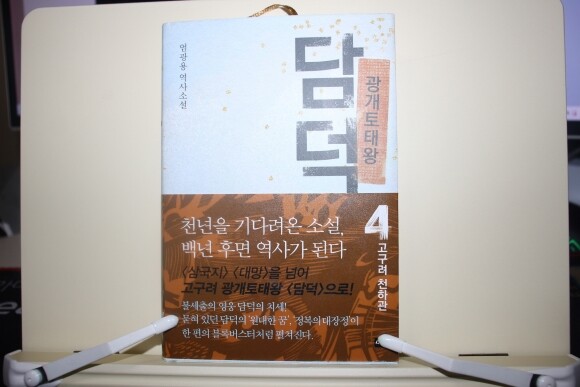 엄광용 역사소설
담덕
광개토태왕
4
고구려 천하관
천년을 기다려온 소설,
백년 후면 역사가 된다
〈삼국지〉 〈대망〉을 넘어
고구려 광개토태왕 〈담덕〉으로!
불세출의 영웅 담덕의 치세!
묻혀 있던 담덕의 '원대한 꿈', '정복의 대장정'이
한 편의 블록버스터처럼 펼쳐진다.